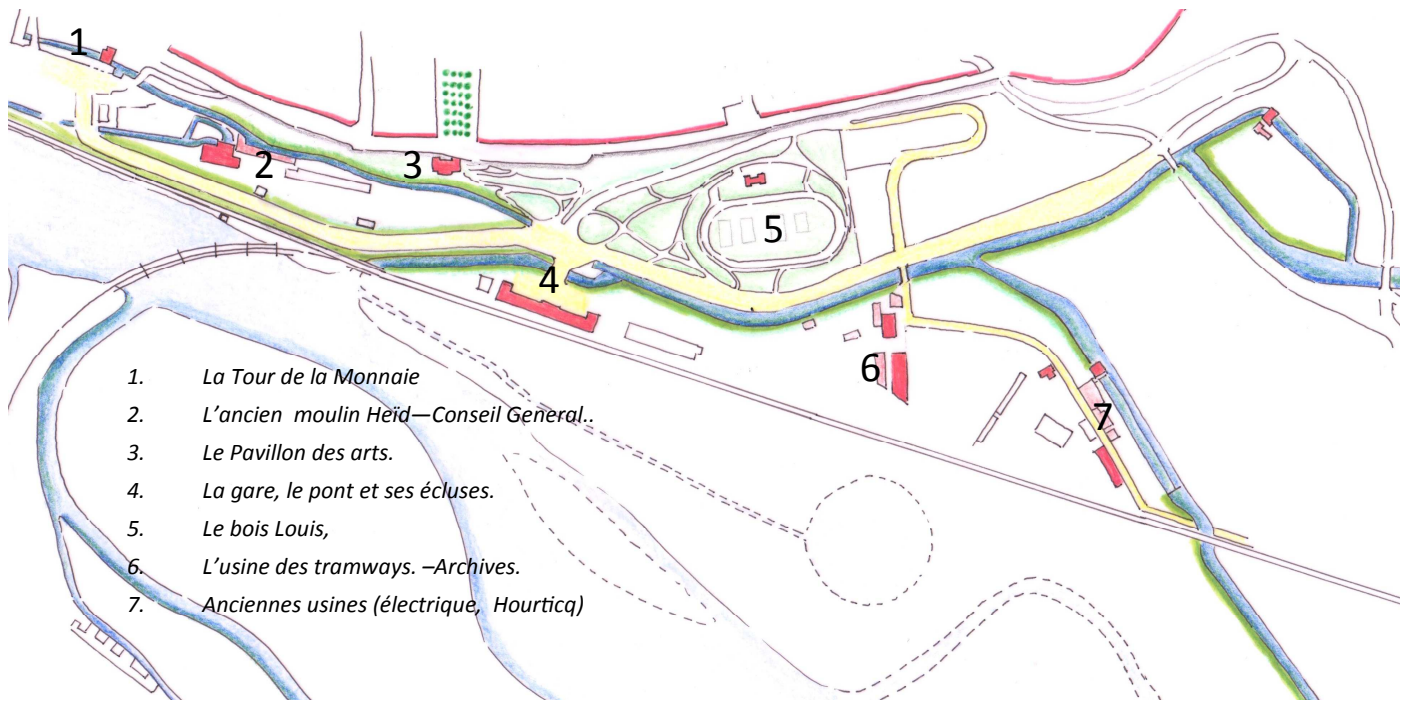 1
2
3
4
5
6
7
1. La Tour de la Monnaie
2. L'ancien moulin Heïd—Conseil General..
3. Le Pavillon des arts.
4. La gare, le pont et ses écluses.
5. Le bois Louis,
6. L'usine des tramways. –Archives.
7. Anciennes usines (électrique, Hourticq)